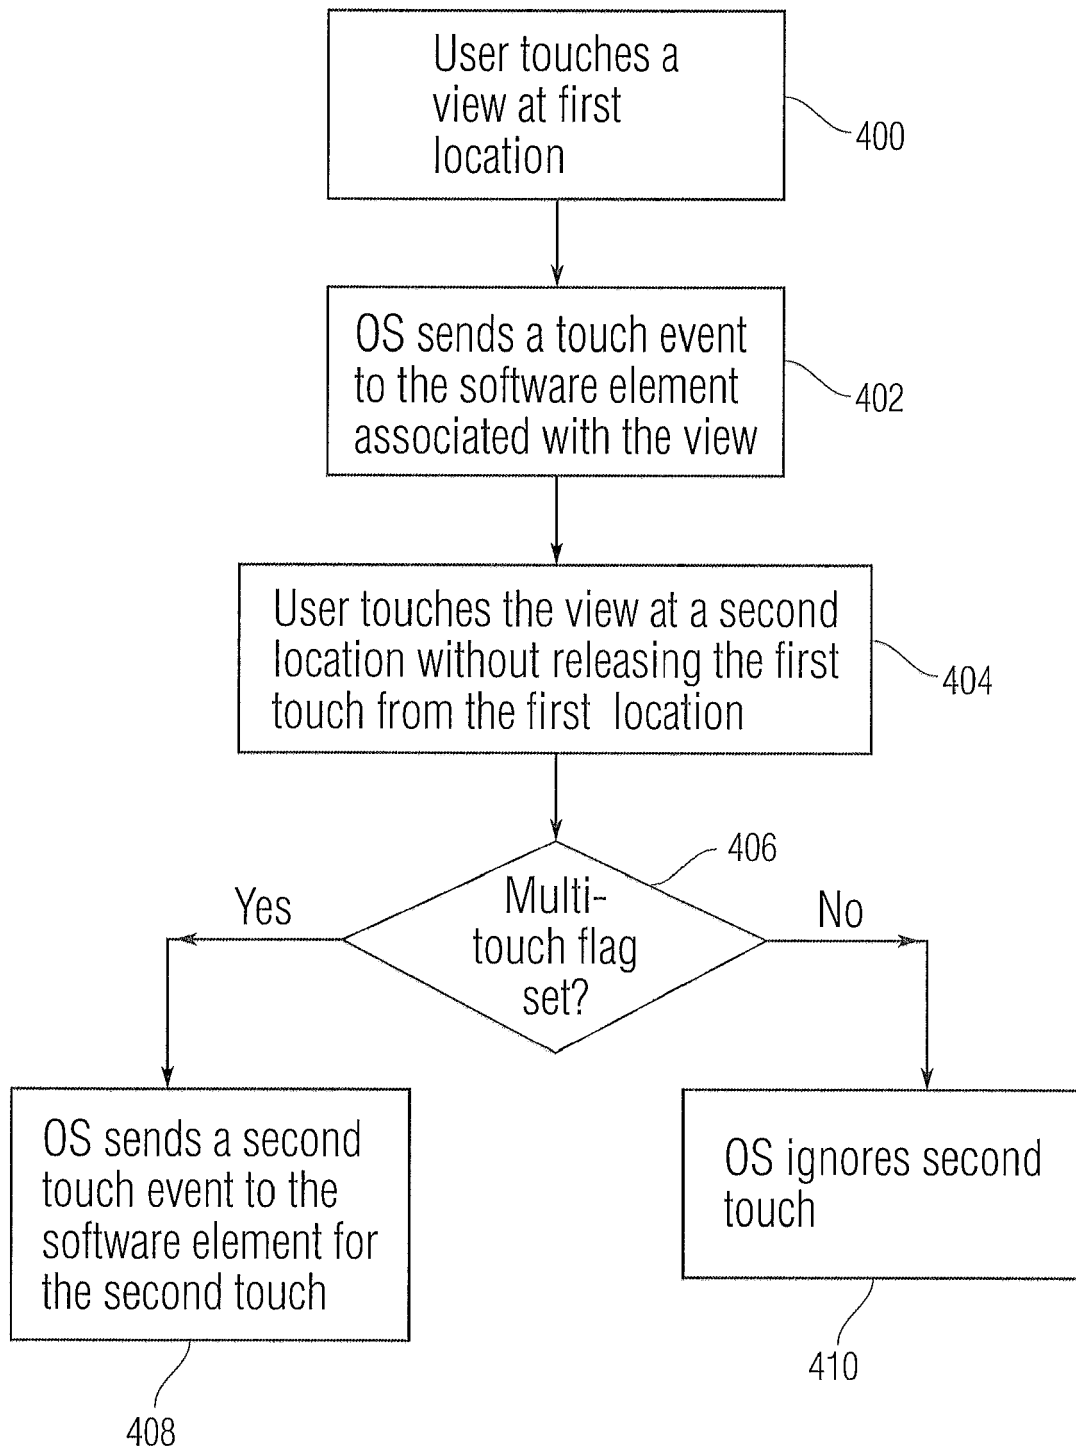 User touches a
view at first
location
400
OS sends a touch event
to the software element
associated with the view
402
User touches the view at a second
location without releasing the first
touch from the first location
404
406
Multi-
touch flag
set?
Yes
No
OS sends a second
touch event to the
software element for
the second touch
408
OS ignores second
touch
410